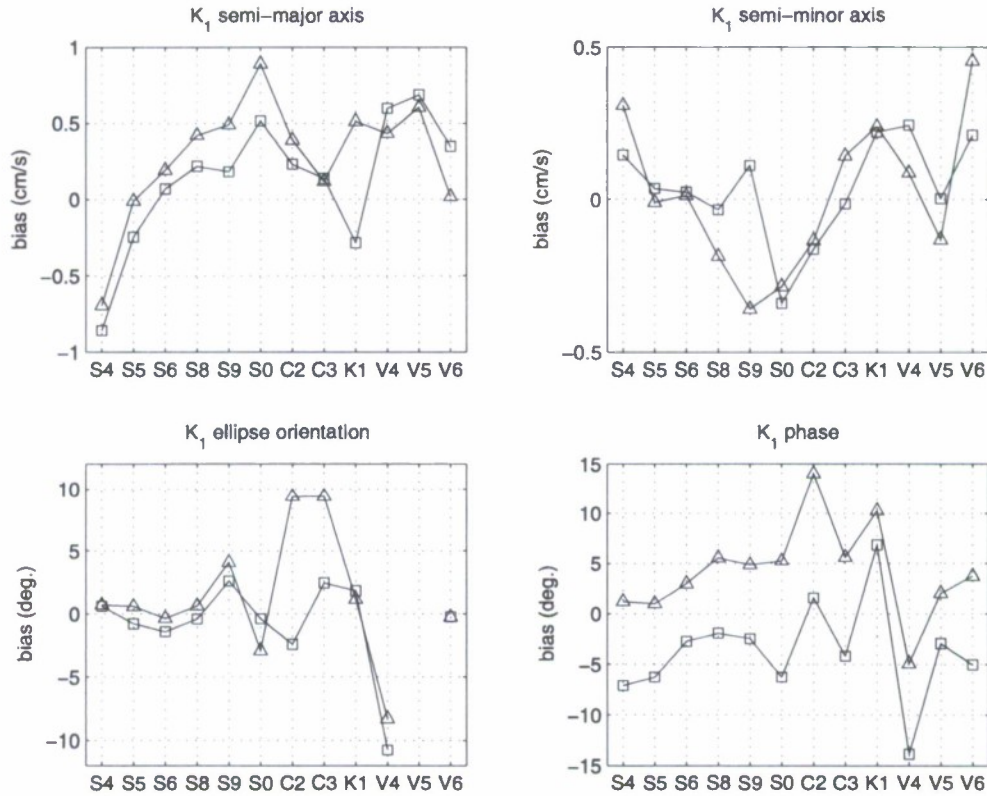 K1 semi-major axis
K1 semi-minor axis
1
0.5
0
-0.5
-1
bias (cm/s)
S4 S5 S6 S8 S9 S0 C2 C3 K1 V4 V5 V6
0.5
0
-0.5
bias (cm/s)
S4 S5 S6 S8 S9 S0 C2 C3 K1 V4 V5 V6
K1 ellipse orientation
K1 phase
10
5
0
-5
-10
bias (deg.)
S4 S5 S6 S8 S9 S0 C2 C3 K1 V4 V5 V6
15
10
5
0
-5
-10
-15
bias (deg.)
S4 S5 S6 S8 S9 S0 C2 C3 K1 V4 V5 V6